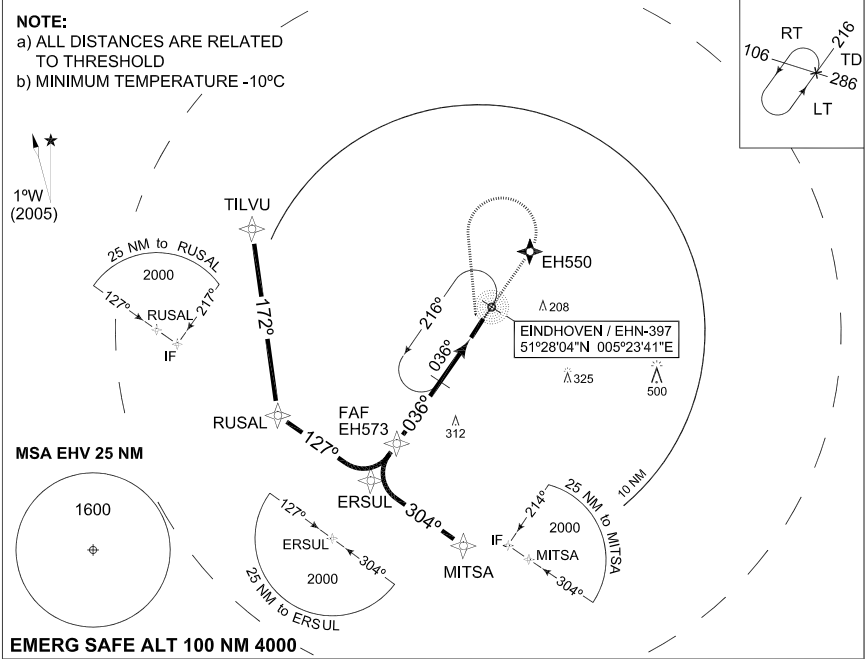 NOTE:
a) ALL DISTANCES ARE RELATED
TO THRESHOLD
b) MINIMUM TEMPERATURE -10ºC
RT
216
106
TD
286
LT
1ºW
(2005)
TILVU
25 NM to RUSAL
2000
127º
217º
RUSAL
IF
172º
EH550
216º
036º
208
EINDHOVEN / EHN-397
51°28'04"N 005°23'41"E
325
500
RUSAL
FAF
EH573
036º
312
127º
ERSUL
304º
MITSA
10 NM
MSA EHV 25 NM
1600
127º
ERSUL
304º
2000
25 NM to ERSUL
25 NM to MITSA
214º
2000
IF
MITSA
304º
EMERG SAFE ALT 100 NM 4000